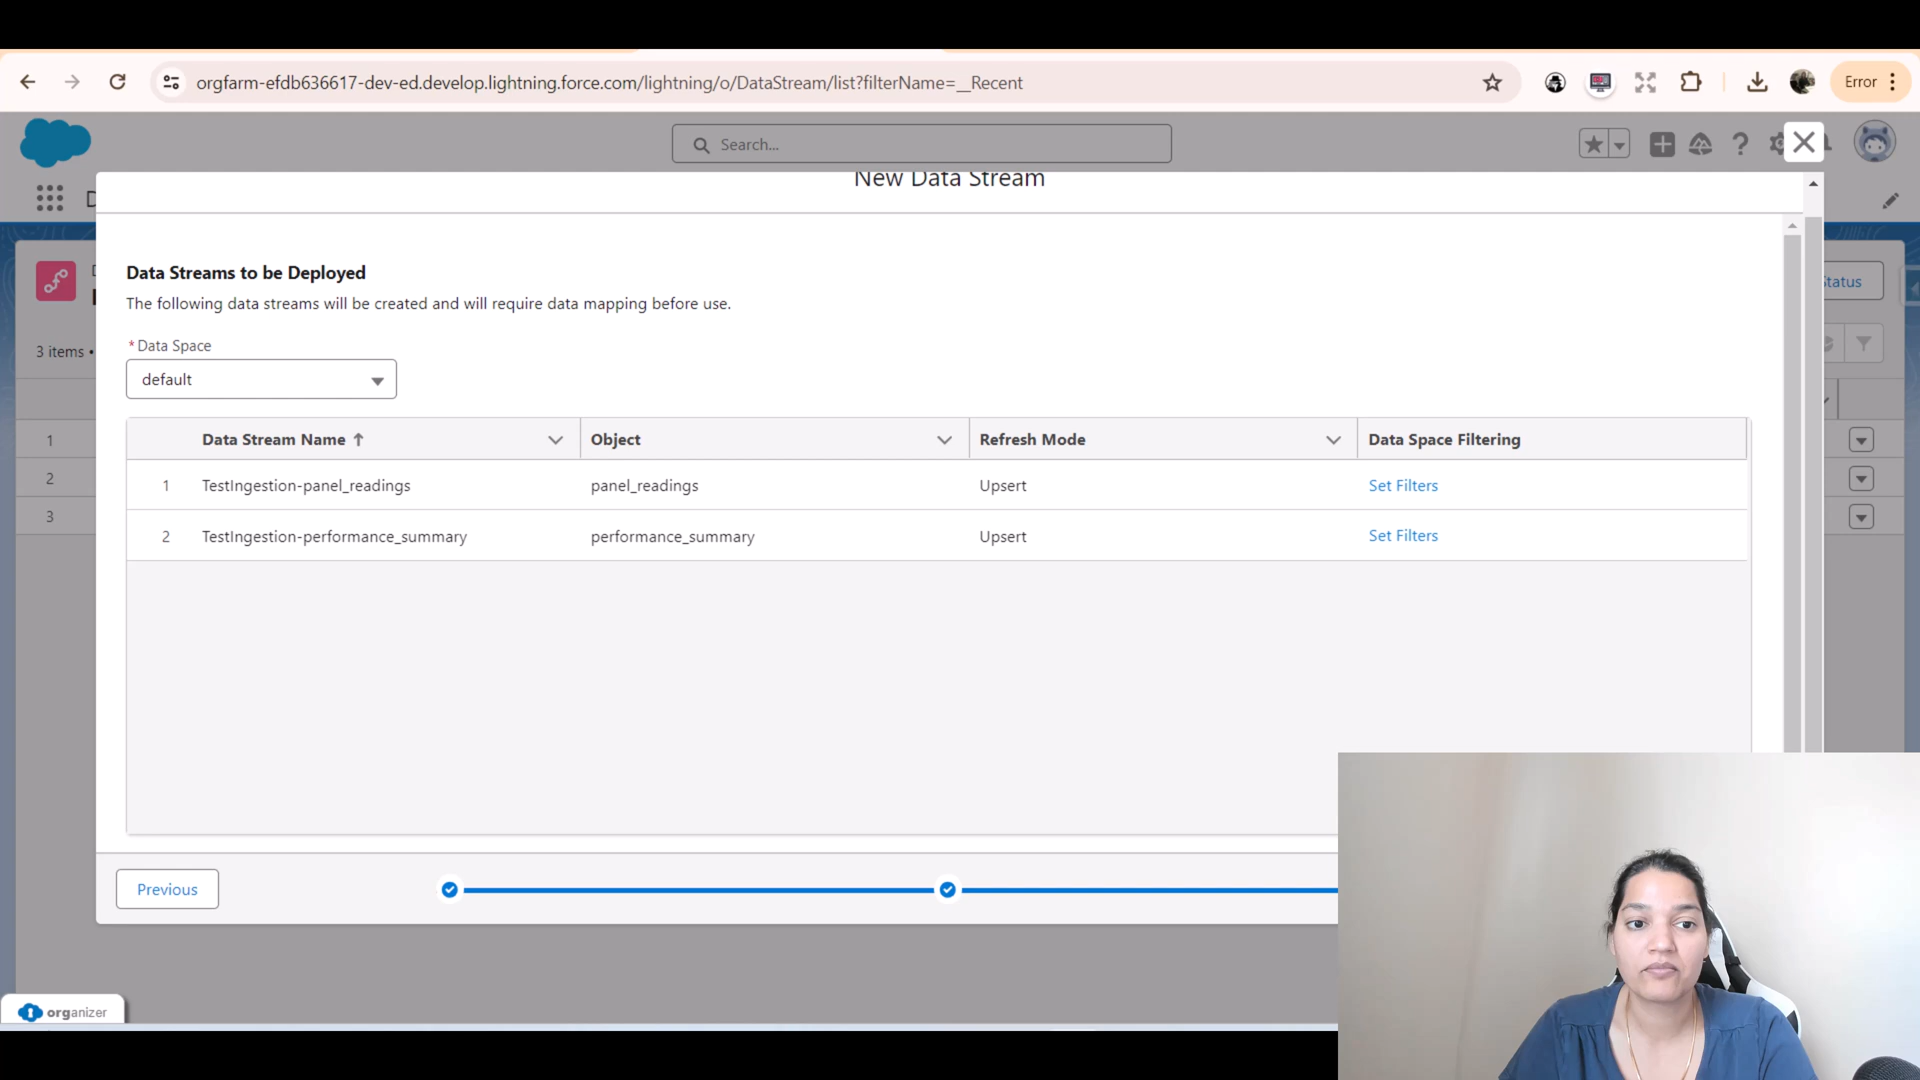 orgfarm-efdb636617-dev-ed.develop.lightning.force.com/lightning/o/DataStream/list?filterName=__Recent
Error
Search...
New Data Stream
Data Streams to be Deployed
The following data streams will be created and will require data mapping before use.
Status
3 items •
* Data Space
default
Data Stream Name ↑ Object Refresh Mode Data Space Filtering
1 TestIngestion-panel_readings panel_readings Upsert Set Filters
2 TestIngestion-performance_summary performance_summary Upsert Set Filters
1
2
3
Previous
organizer